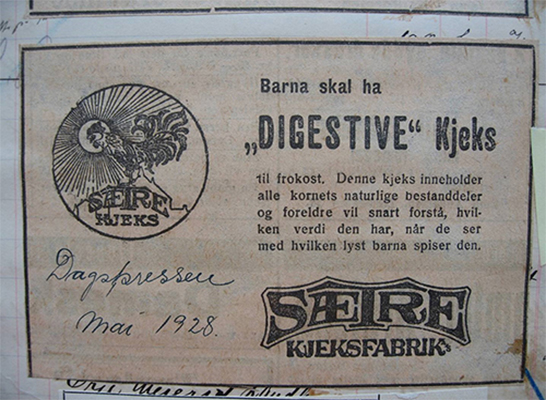 Barna skal ha
„DIGESTIVE“ Kjeks
til frokost. Denne kjeks inneholder
alle kornets naturlige bestanddeler
og foreldre vil snart forstå, hvil-
ken verdi den har, når de ser
med hvilken lyst barna spiser den.
SÆTRE
KJEKS
Dagspressen
Mai 1928.
SÆTRE
KJEKSFABRIKs